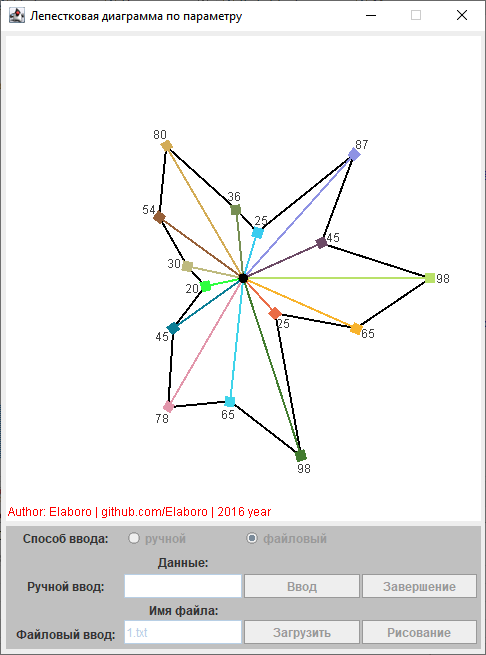 Лепестковая диаграмма по параметру
80
87
36
54
25
45
30
98
20
25
65
45
78
65
98
Author: Elaboro | github.com/Elaboro | 2016 year
Способ ввода: ручной файловый
Данные:
Ручной ввод: Ввод Завершение
Имя файла:
Файловый ввод: 1.txt Загрузить Рисование